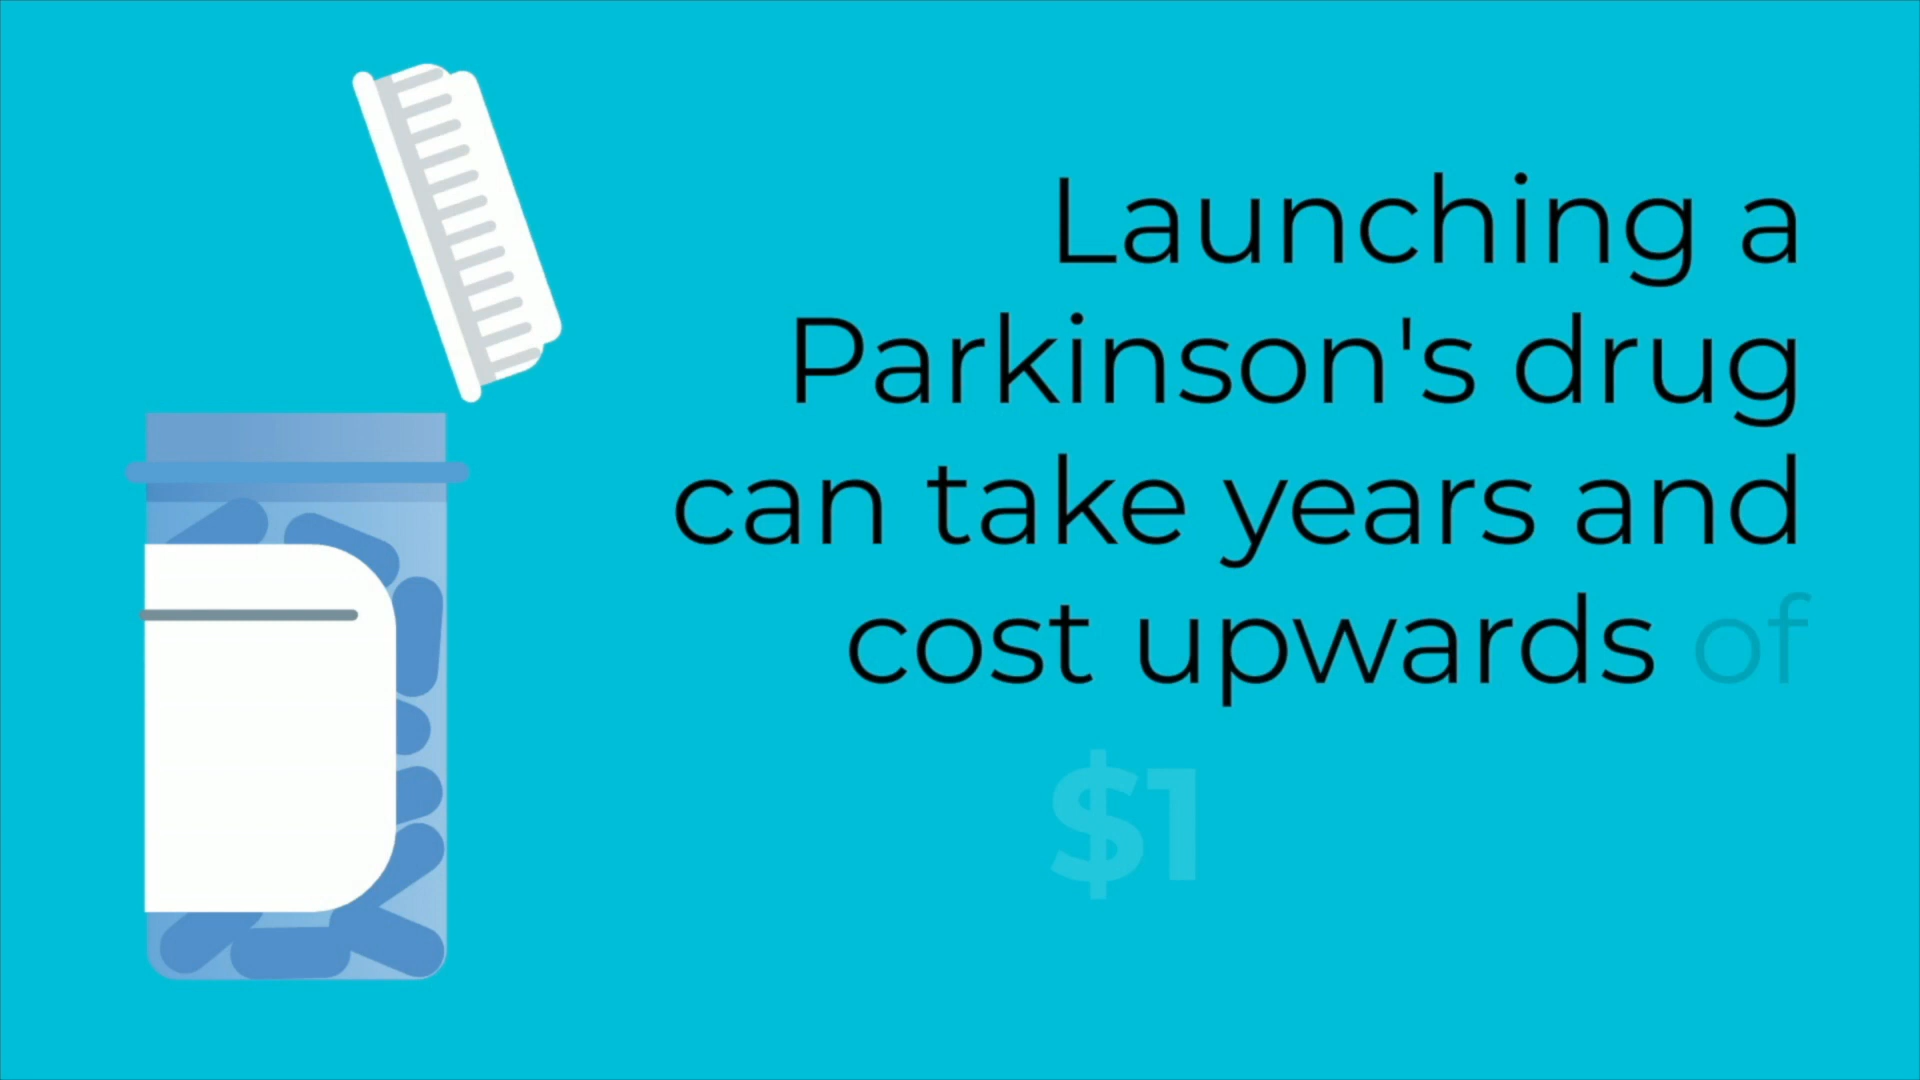 Launching a
Parkinson's drug
can take years and
cost upwards of
$1